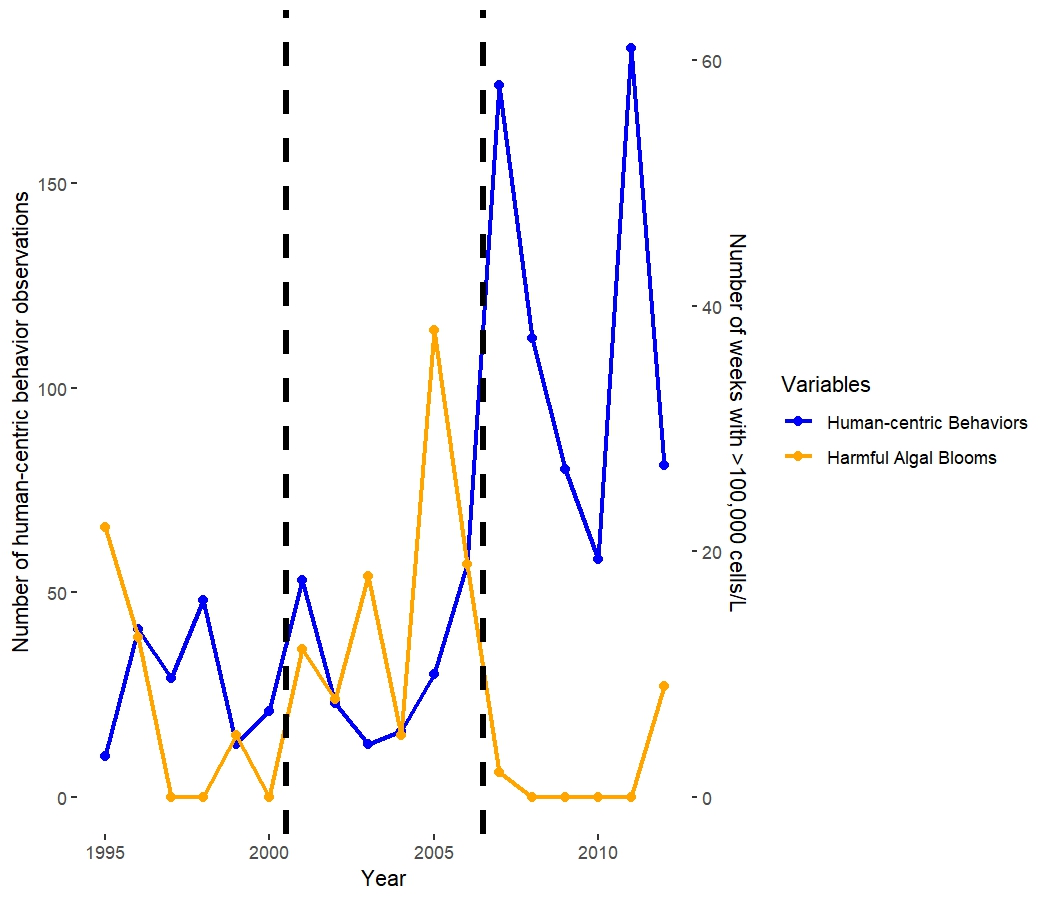 Number of human-centric behavior observations
150
100
50
0
1995
2000
2005
2010
Year
60
40
20
0
Number of weeks with >100,000 cells/L
Variables
Human-centric Behaviors
Harmful Algal Blooms